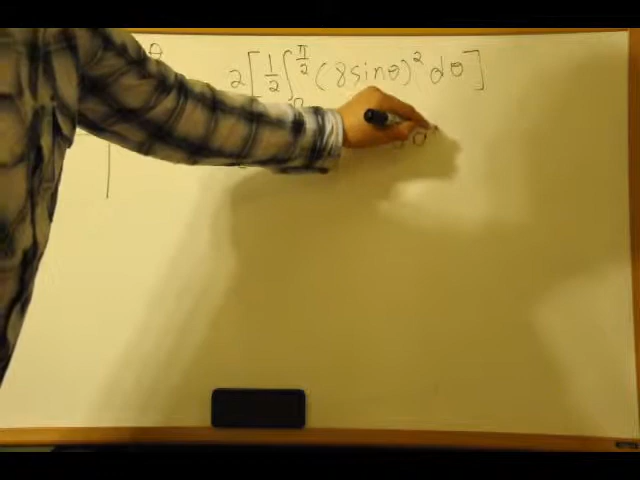 θ
2[1/2 ∫₀^(π/2) (8sinθ)² dθ]